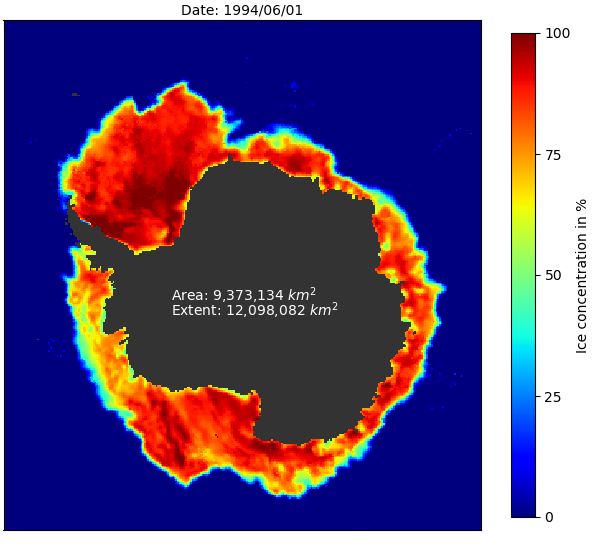 Date: 1994/06/01
100
75
50
25
0
Ice concentration in %
Area: 9,373,134 km²
Extent: 12,098,082 km²